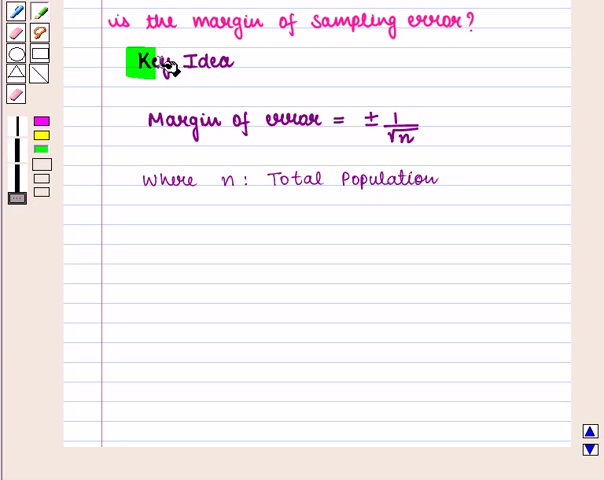 is the margin of sampling error?
Key Idea
Margin of error = ± 1/√n
where n: Total Population